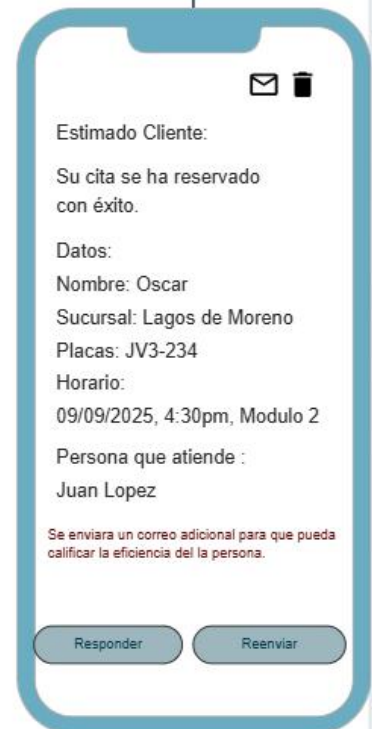 Estimado Cliente:
Su cita se ha reservado
con éxito.
Datos:
Nombre: Oscar
Sucursal: Lagos de Moreno
Placas: JV3-234
Horario:
09/09/2025, 4:30pm, Modulo 2
Persona que atiende :
Juan Lopez
Se enviara un correo adicional para que pueda
calificar la eficiencia del la persona.
Responder
Reenviar